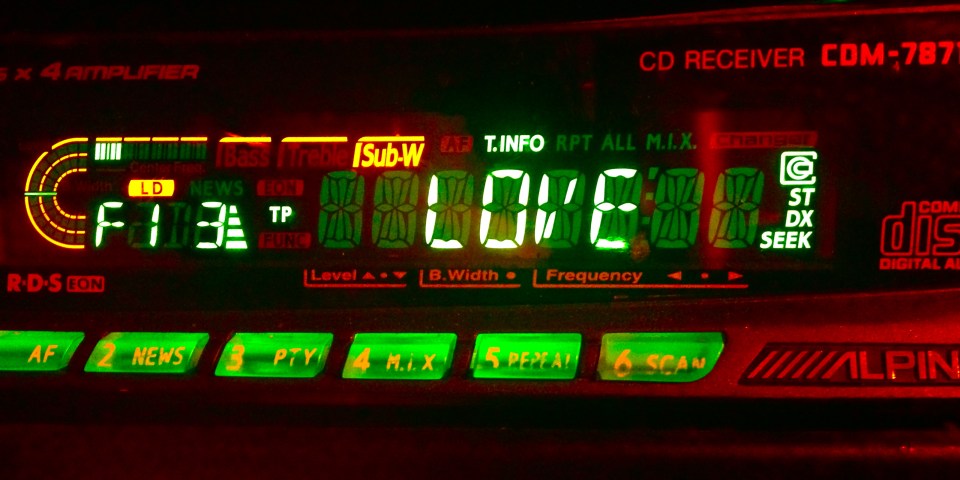 x 4 AMPLIFIER
CD RECEIVER CDM-787
Bass Treble Sub-W AF T.INFO RPT ALL M.I.X. Changer
LD NEWS EON
F1 3 TP LOVE ST
DX
FUNC SEEK
R·D·S EON
Level B.Width Frequency
DIGITAL AU
AF 2 NEWS 3 PTY 4 M.I.X 5 REPEAT 6 SCAN
ALPIN